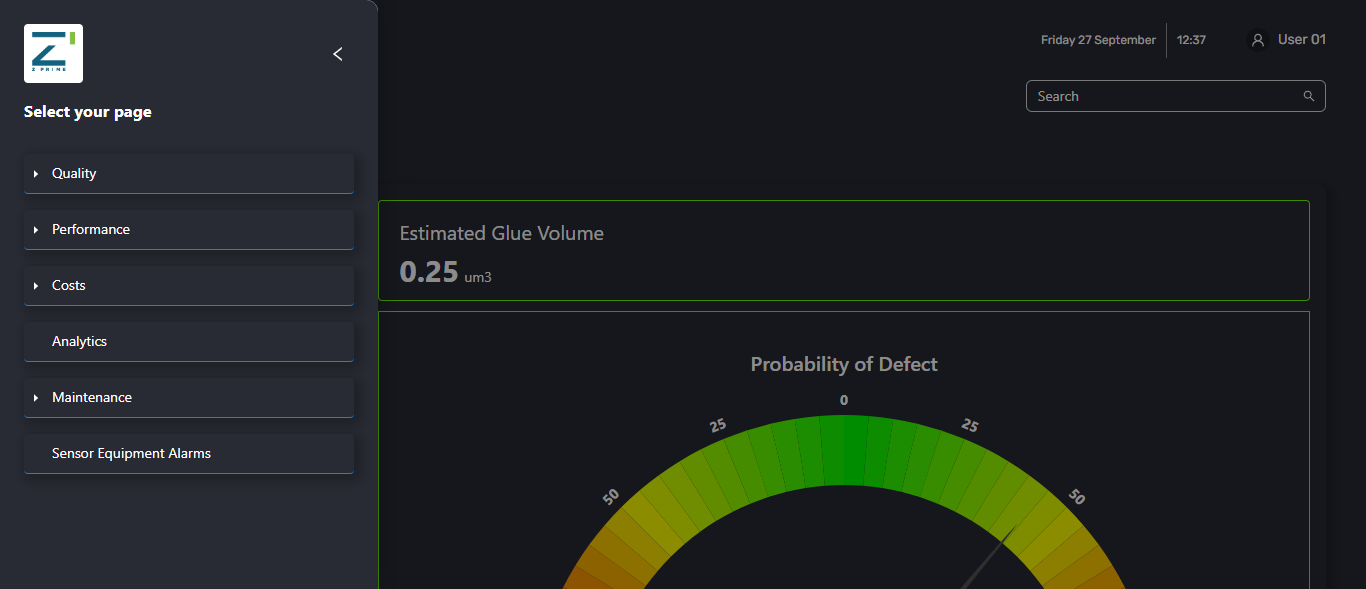 Z PRIME
Select your page
Quality
Performance
Costs
Analytics
Maintenance
Sensor Equipment Alarms
Friday 27 September
12:37
User 01
Search
Estimated Glue Volume
0.25 um3
Probability of Defect
0
25
25
50
50